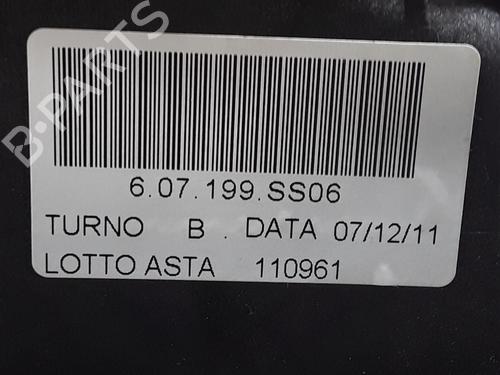 B-PARTS
6.07.199.SS06
TURNO B . DATA 07/12/11
LOTTO ASTA 110961